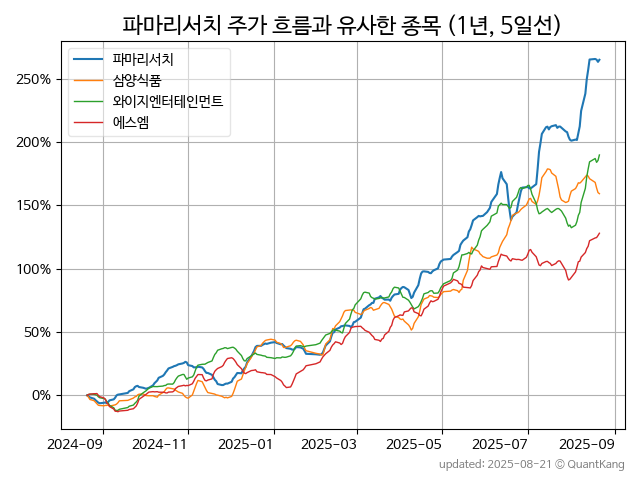 파마리서치 주가 흐름과 유사한 종목 (1년, 5일선)
파마리서치
삼양식품
와이지엔터테인먼트
에스엠
250%
200%
150%
100%
50%
0%
2024-09 2024-11 2025-01 2025-03 2025-05 2025-07 2025-09
updated: 2025-08-21 © QuantKang